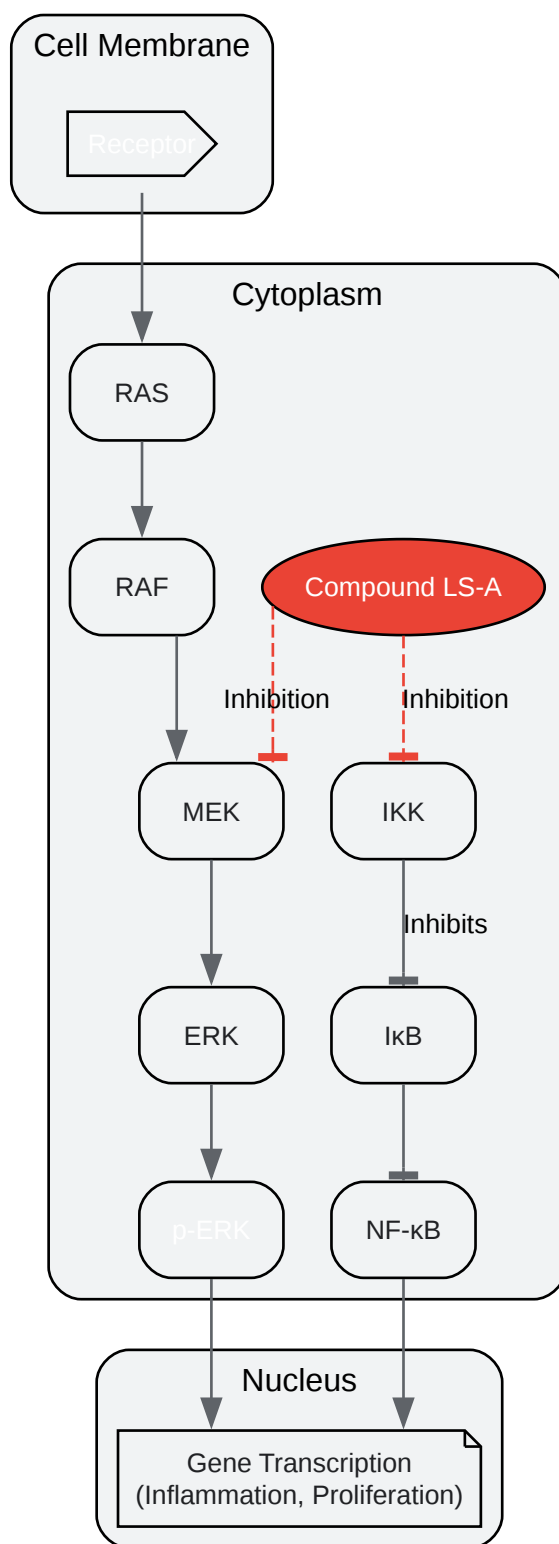 Cell Membrane
Receptor
Cytoplasm
RAS
RAF
Compound LS-A
Inhibition
Inhibition
MEK
IKK
Inhibits
ERK
IκB
p-ERK
NF-κB
Nucleus
Gene Transcription
(Inflammation, Proliferation)